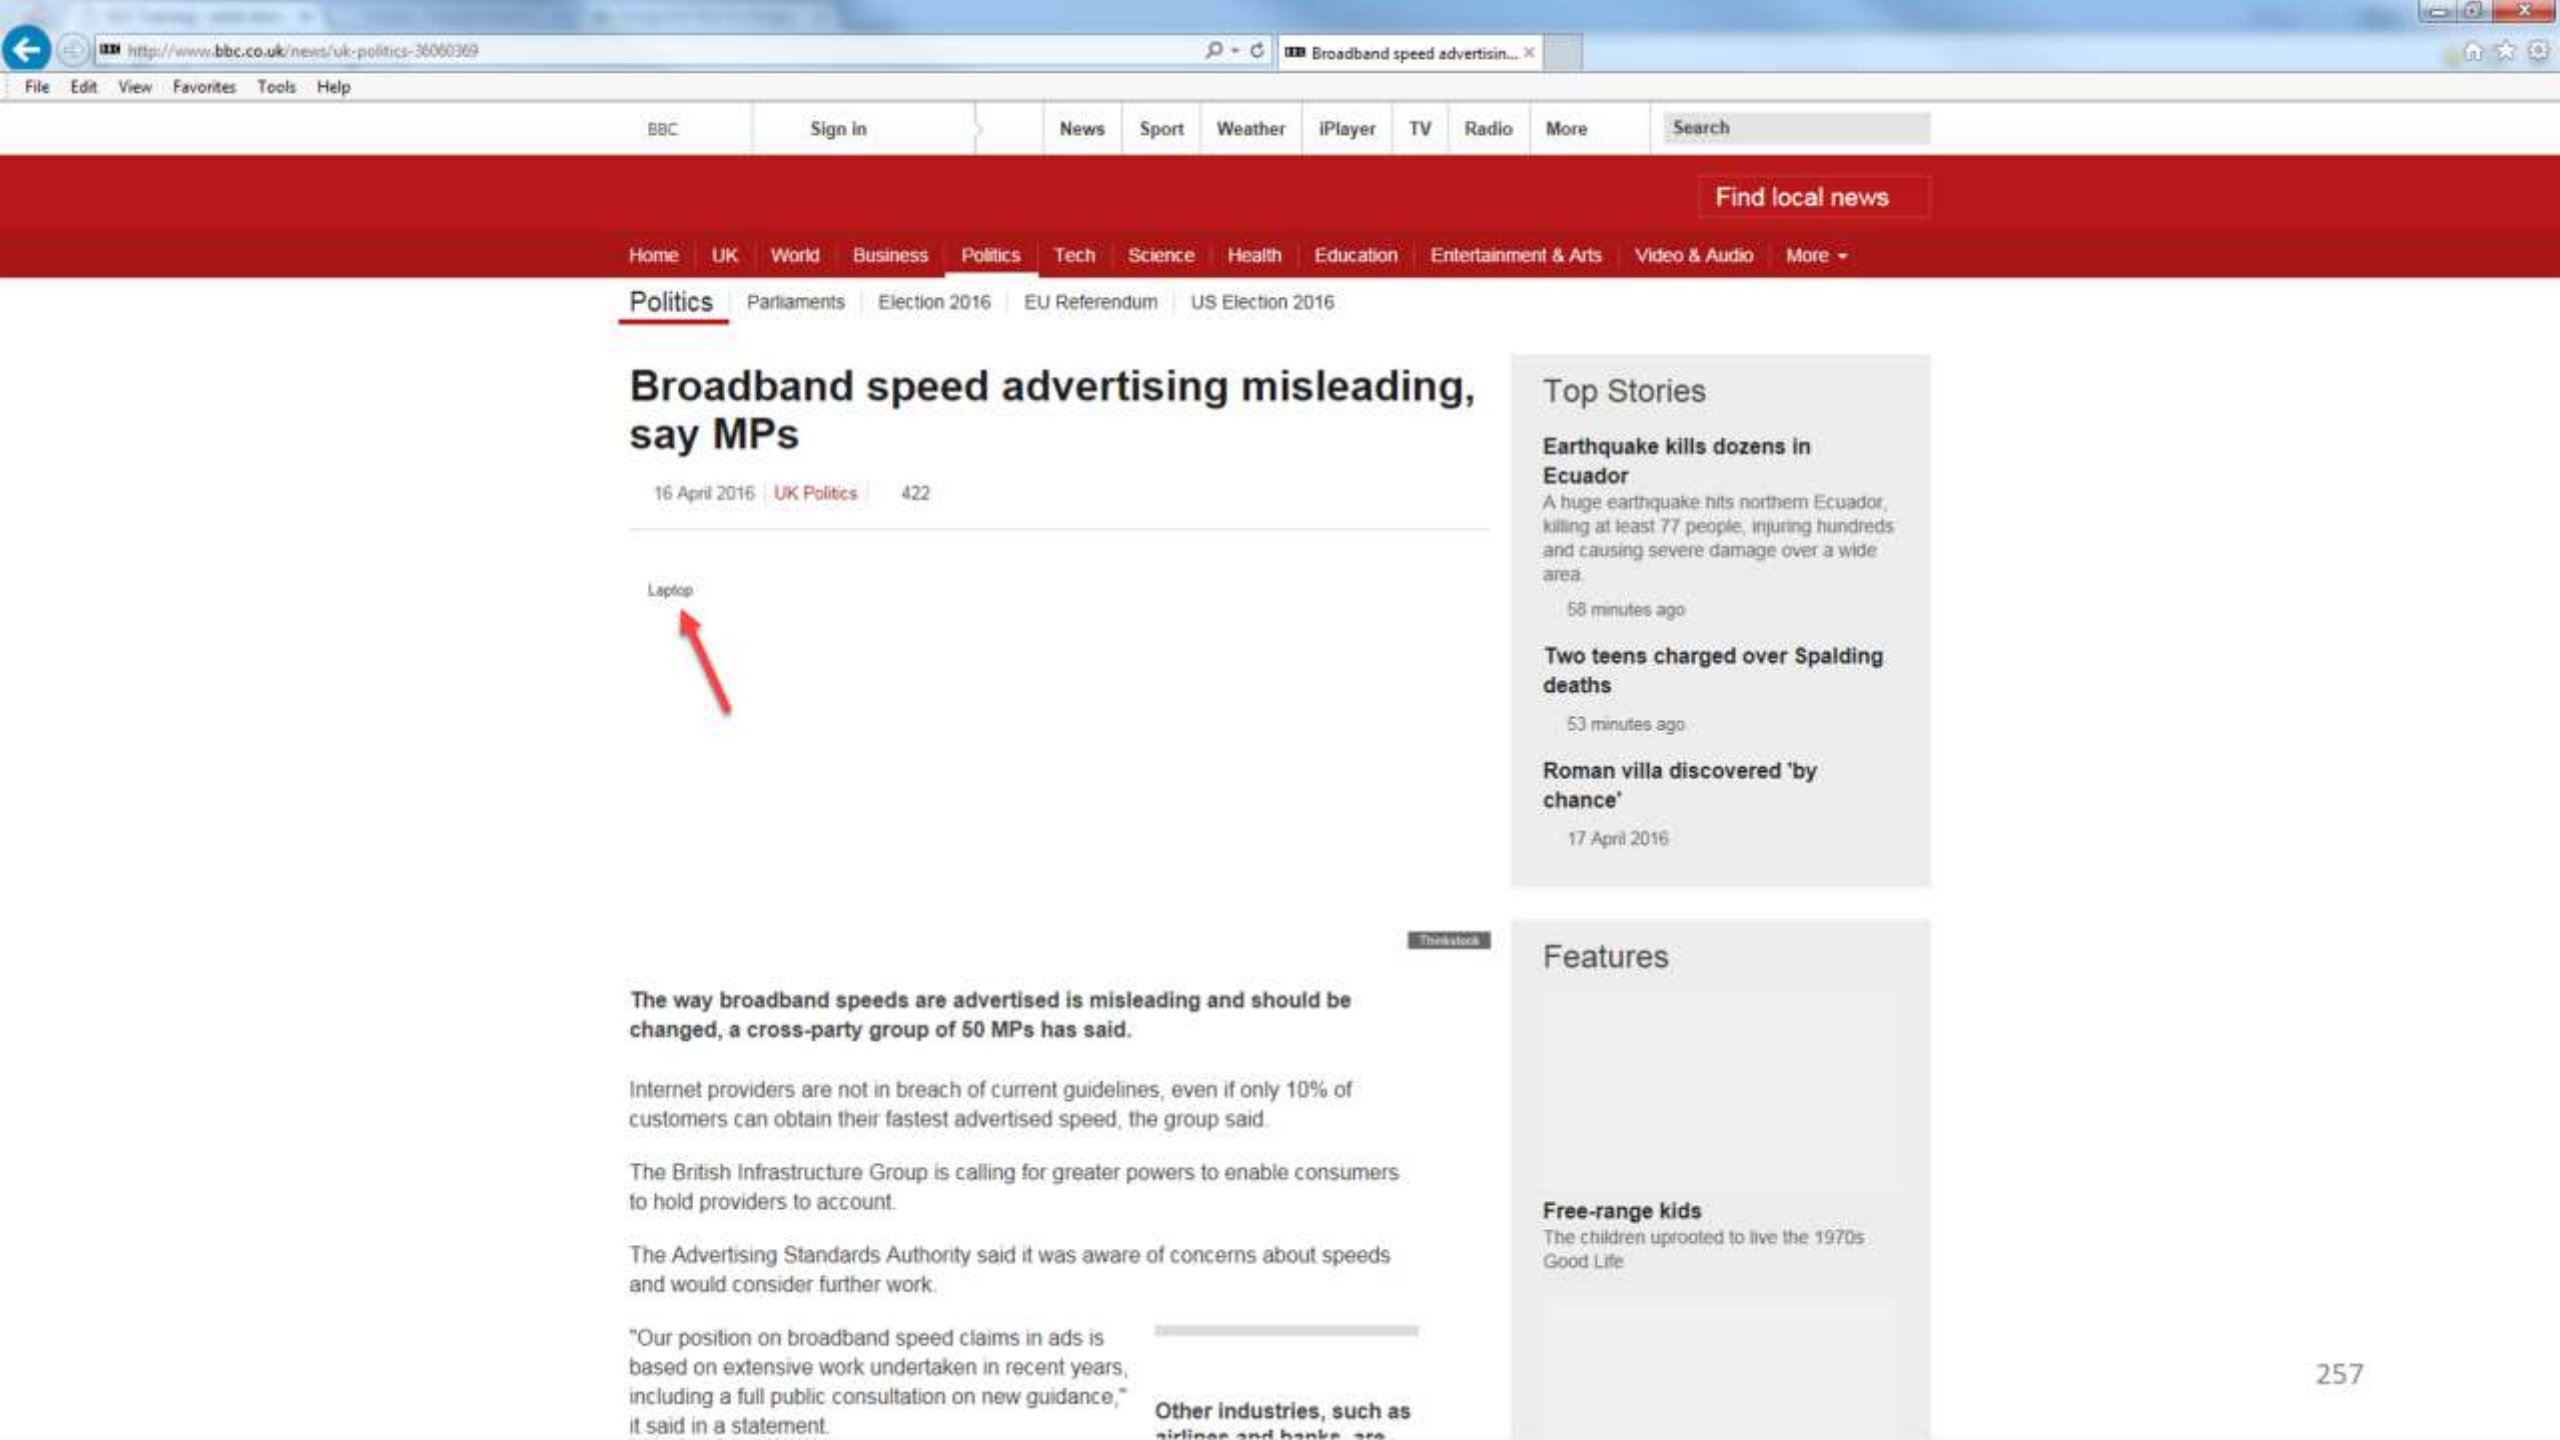 http://www.bbc.co.uk/news/uk-politics-36060369
Broadband speed advertisin...
File Edit View Favorites Tools Help
BBC Sign in News Sport Weather iPlayer TV Radio More Search
Find local news
Home UK World Business Politics Tech Science Health Education Entertainment & Arts Video & Audio More
Politics Parliaments Election 2016 EU Referendum US Election 2016
Broadband speed advertising misleading,
say MPs
16 April 2016 UK Politics 422
Laptop
Thinkstock
The way broadband speeds are advertised is misleading and should be
changed, a cross-party group of 50 MPs has said.
Internet providers are not in breach of current guidelines, even if only 10% of
customers can obtain their fastest advertised speed, the group said.
The British Infrastructure Group is calling for greater powers to enable consumers
to hold providers to account.
The Advertising Standards Authority said it was aware of concerns about speeds
and would consider further work.
"Our position on broadband speed claims in ads is
based on extensive work undertaken in recent years,
including a full public consultation on new guidance,"
it said in a statement.
Other industries, such as
airlines and banks, are
Top Stories
Earthquake kills dozens in
Ecuador
A huge earthquake hits northern Ecuador,
killing at least 77 people, injuring hundreds
and causing severe damage over a wide
area.
58 minutes ago
Two teens charged over Spalding
deaths
53 minutes ago
Roman villa discovered 'by
chance'
17 April 2016
Features
Free-range kids
The children uprooted to live the 1970s
Good Life
257